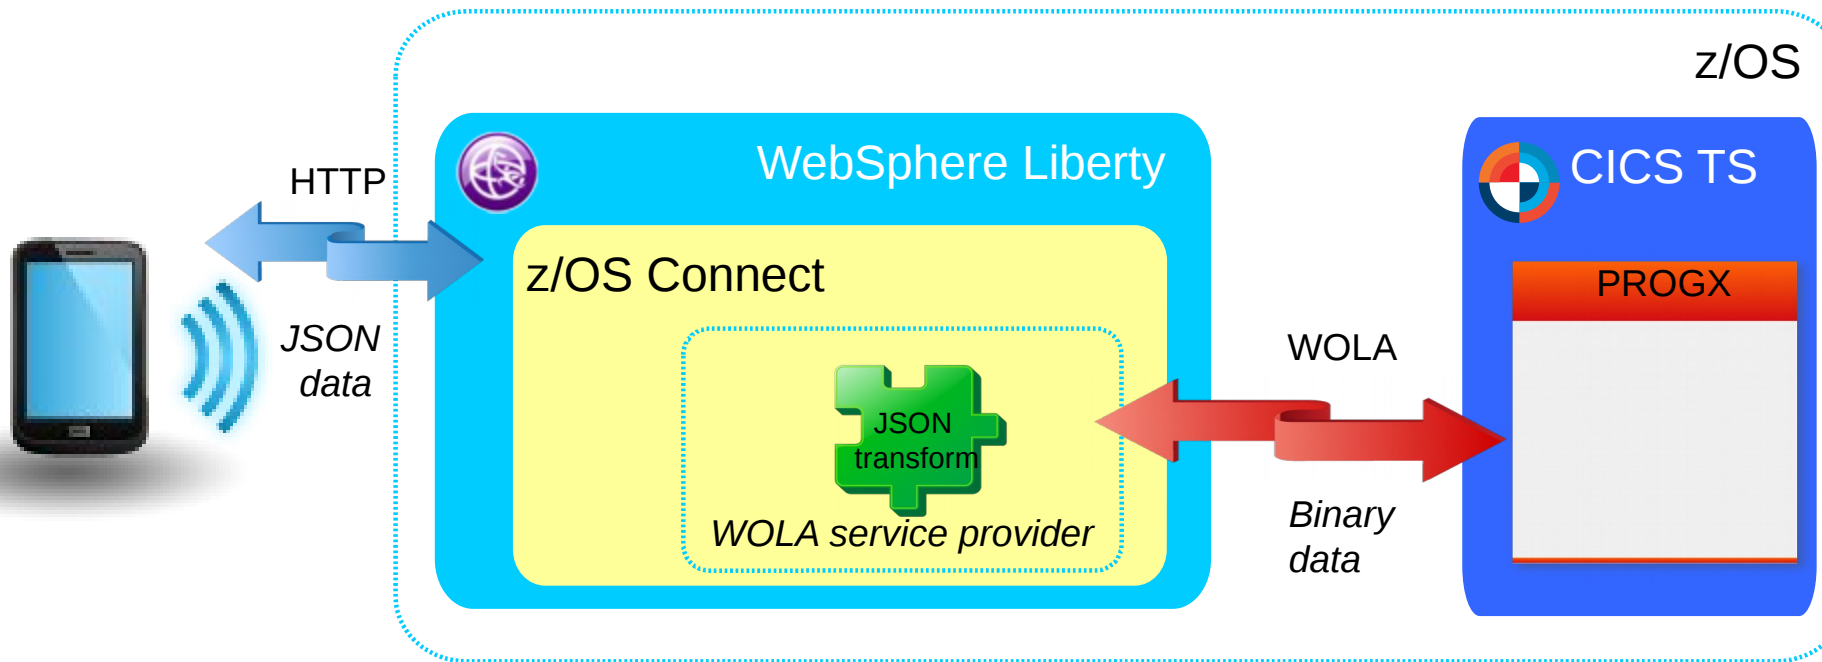 z/OS
WebSphere Liberty
CICS TS
HTTP
z/OS Connect
PROGX
JSON
data
WOLA
JSON
transform
WOLA service provider
Binary
data